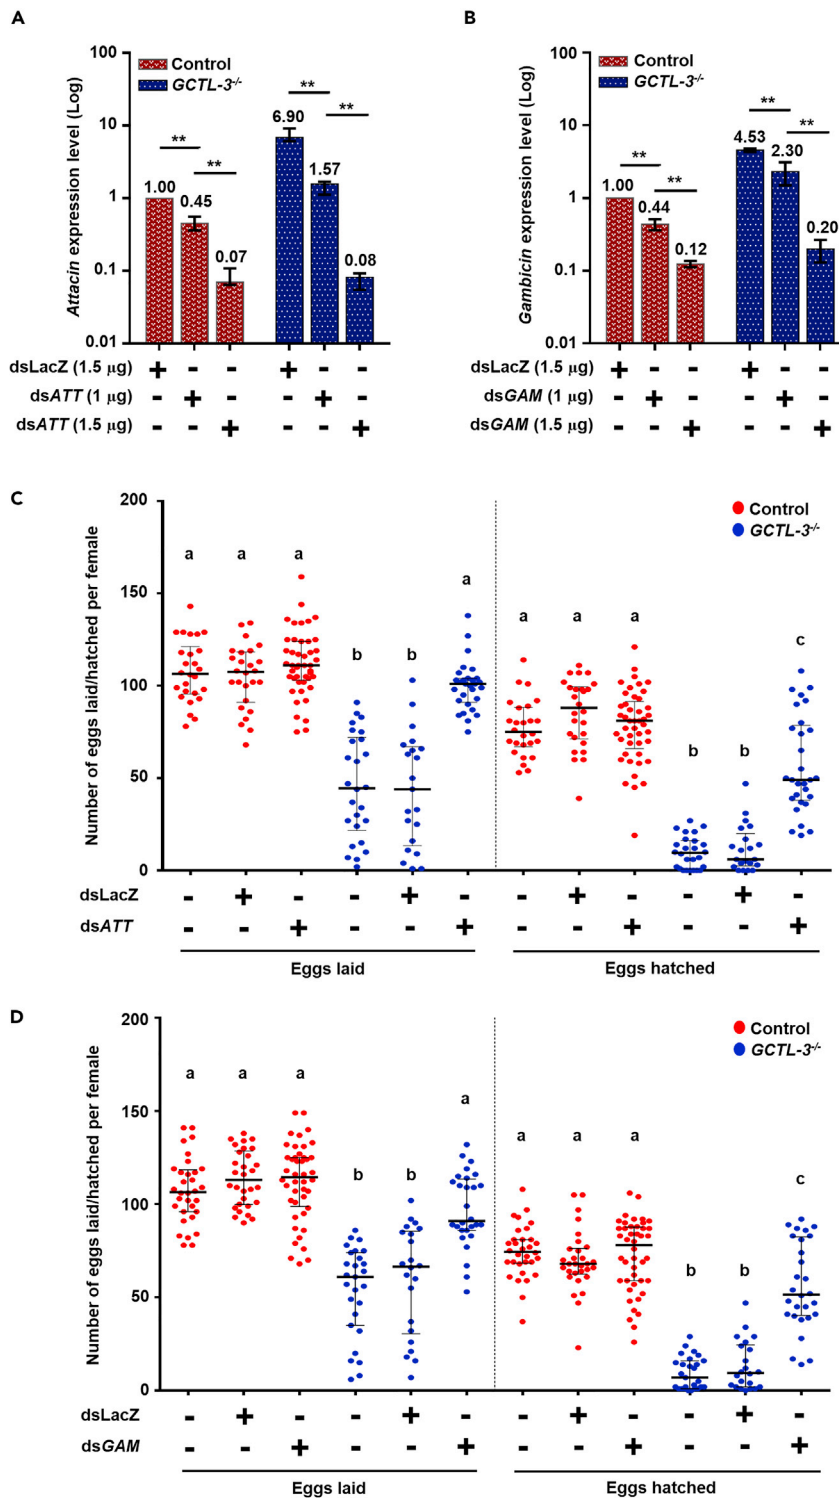 A
B
Attacin expression level (Log)
100
10
1
0.1
0.01
Control
GCTL-3-/-
**
**
**
**
1.00
0.45
0.07
6.90
1.57
0.08
dsLacZ (1.5 µg) + - - + - -
dsATT (1 µg) - + - - + -
dsATT (1.5 µg) - - + - - +
Gambicin expression level (Log)
100
10
1
0.1
0.01
Control
GCTL-3-/-
**
**
**
**
1.00
0.44
0.12
4.53
2.30
0.20
dsLacZ (1.5 µg) + - - + - -
dsGAM (1 µg) - + - - + -
dsGAM (1.5 µg) - - + - - +
C
Number of eggs laid/hatched per female
200
150
100
50
0
Control
GCTL-3-/-
a a a b b a a a a b b c
dsLacZ - + - - + - - + - - + -
dsATT - - + - - + - - + - - +
Eggs laid Eggs hatched
D
Number of eggs laid/hatched per female
200
150
100
50
0
Control
GCTL-3-/-
a a a b b a a a a b b c
dsLacZ - + - - + - - + - - + -
dsGAM - - + - - + - - + - - +
Eggs laid Eggs hatched